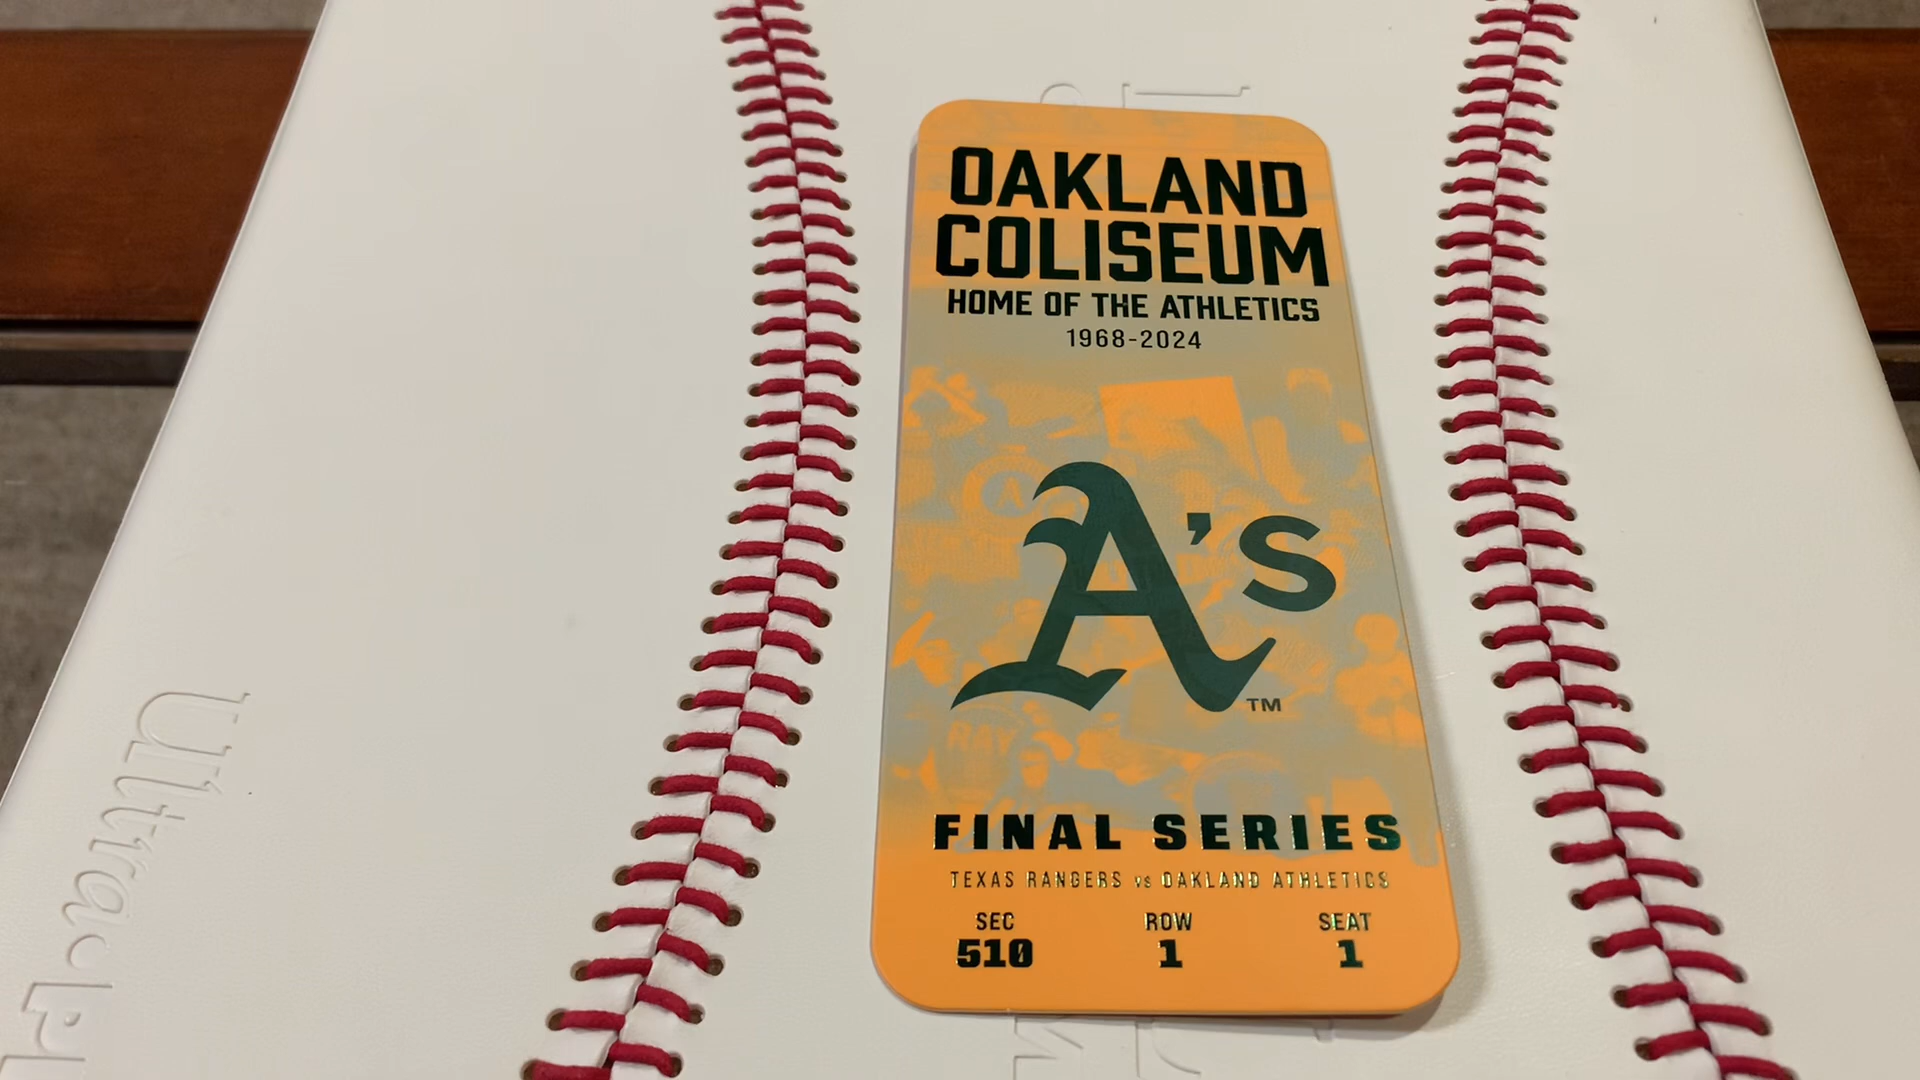 OAKLAND
COLISEUM
HOME OF THE ATHLETICS
1968-2024
A's
TM
FINAL SERIES
TEXAS RANGERS vs OAKLAND ATHLETICS
SEC ROW SEAT
510 1 1
Ultra